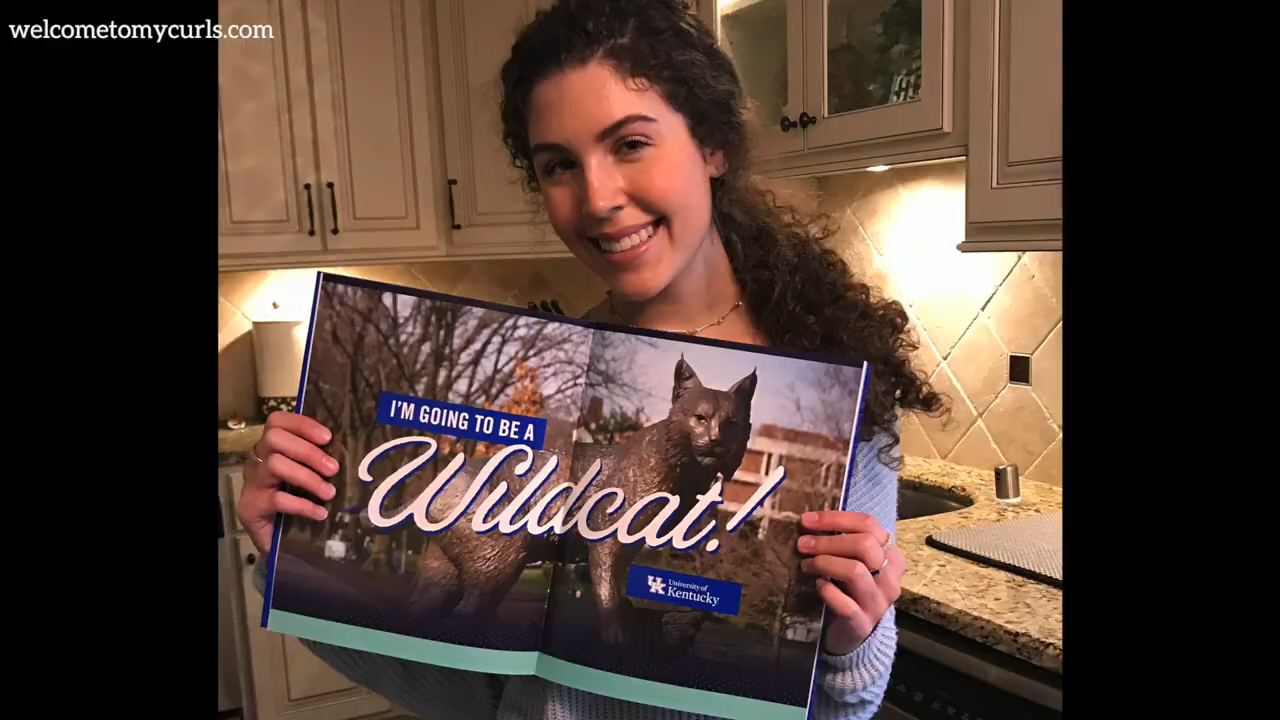 welcometomycurls.com
I'M GOING TO BE A
Wildcat!
UK University of
Kentucky